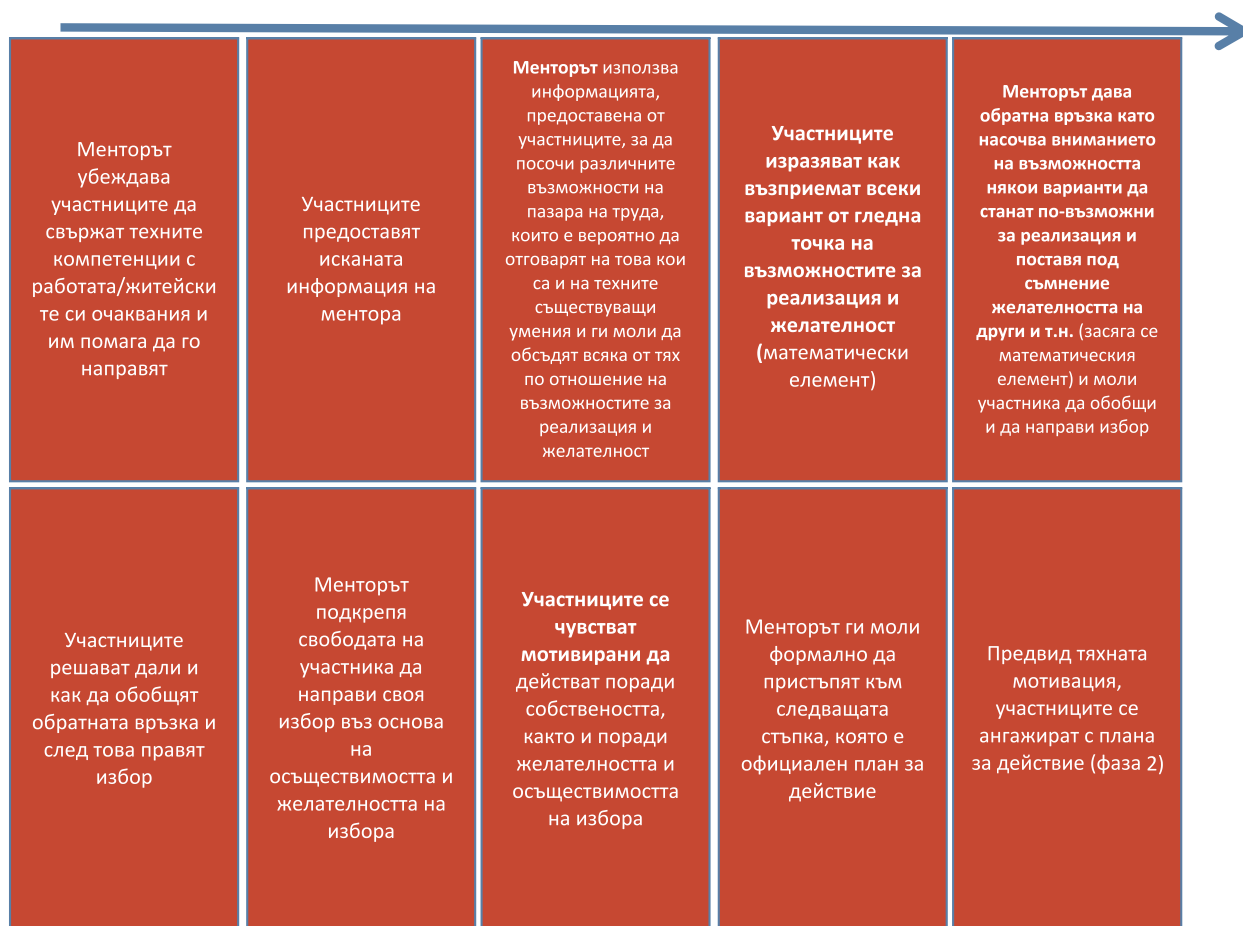 Менторът
убеждава
участниците да
свържат техните
компетенции с
работата/житейски
те си очаквания и
им помага да го
направят
Участниците
предоставят
исканата
информация на
ментора
Менторът използва
информацията,
предоставена от
участниците, за да
посочи различните
възможности на
пазара на труда,
които е вероятно да
отговарят на това кои
са и на техните
съществуващи
умения и ги моли да
обсъдят всяка от тях
по отношение на
възможностите за
реализация и
желателност
Участниците
изразяват как
възприемат всеки
вариант от гледна
точка на
възможностите за
реализация и
желателност
(математически
елемент)
Менторът дава
обратна връзка като
насочва вниманието
на възможността
някои варианти да
станат по-възможни
за реализация и
поставя под
съмнение
желателността на
други и т.н. (засяга се
математическия
елемент) и моли
участника да обобщи
и да направи избор
Участниците
решават дали и
как да обобщят
обратната връзка и
след това правят
избор
Менторът
подкрепя
свободата на
участника да
направи своя
избор въз основа
на
осъществимостта и
желателността на
избора
Участниците се
чувстват
мотивирани да
действат поради
собствеността,
както и поради
желателността и
осъществимостта
на избора
Менторът ги моли
формално да
пристъпят към
следващата
стъпка, която е
официален план за
действие
Предвид тяхната
мотивация,
участниците се
ангажират с плана
за действие (фаза 2)